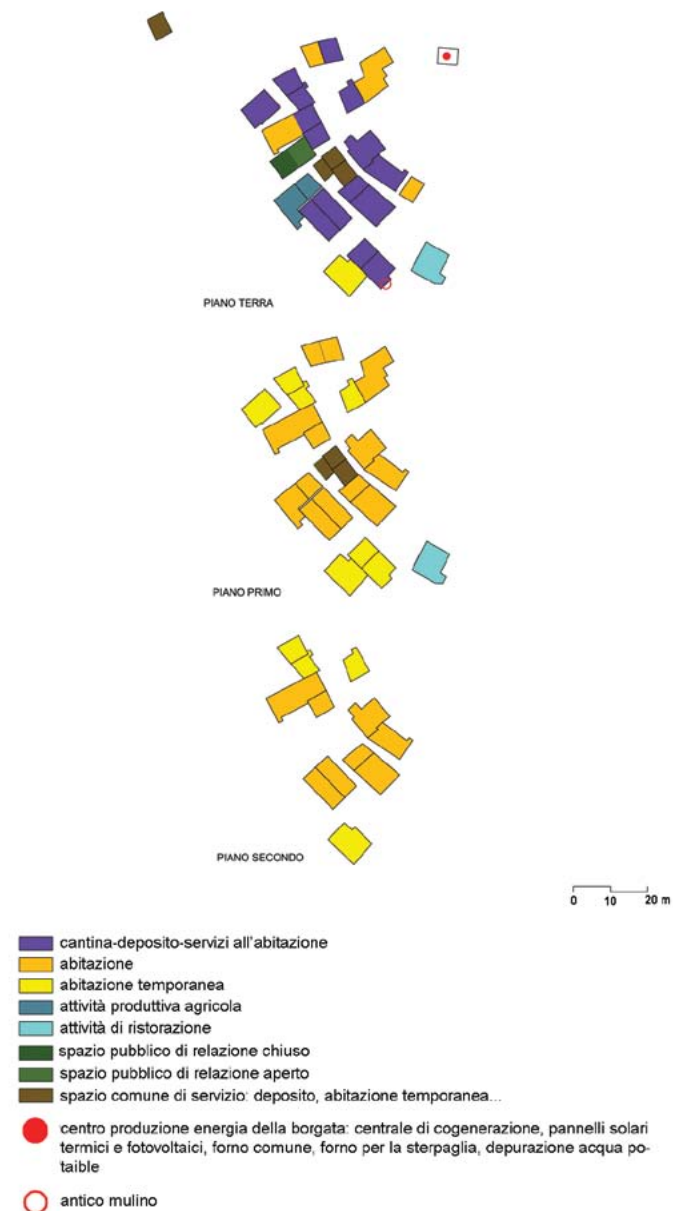 PIANO TERRA
PIANO PRIMO
PIANO SECONDO
0 10 20 m
cantina-deposito-servizi all'abitazione
abitazione
abitazione temporanea
attività produttiva agricola
attività di ristorazione
spazio pubblico di relazione chiuso
spazio pubblico di relazione aperto
spazio comune di servizio: deposito, abitazione temporanea...
centro produzione energia della borgata: centrale di cogenerazione, pannelli solari
termici e fotovoltaici, forno comune, forno per la sterpaglia, depurazione acqua po-
taibile
antico mulino